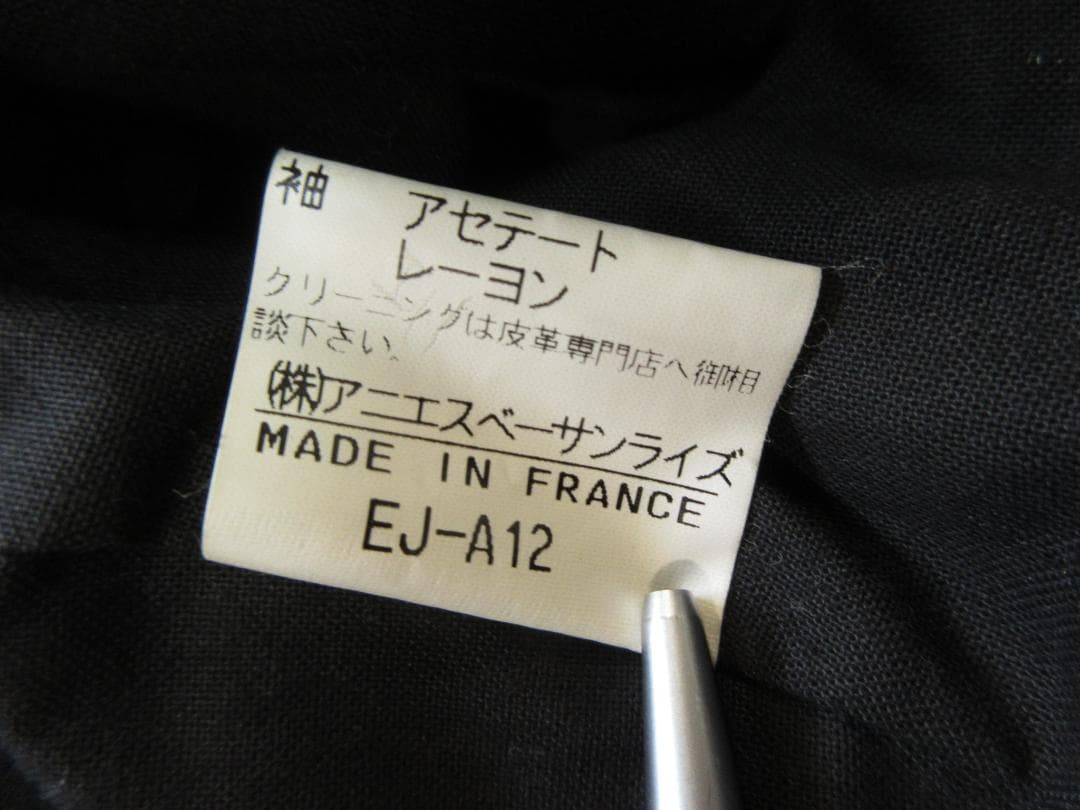 袖 アセテート
レーヨン
クリーニングは皮革専門店へ御相
談下さい。
(株)アニエスベーサンライズ
MADE IN FRANCE
EJ-A12